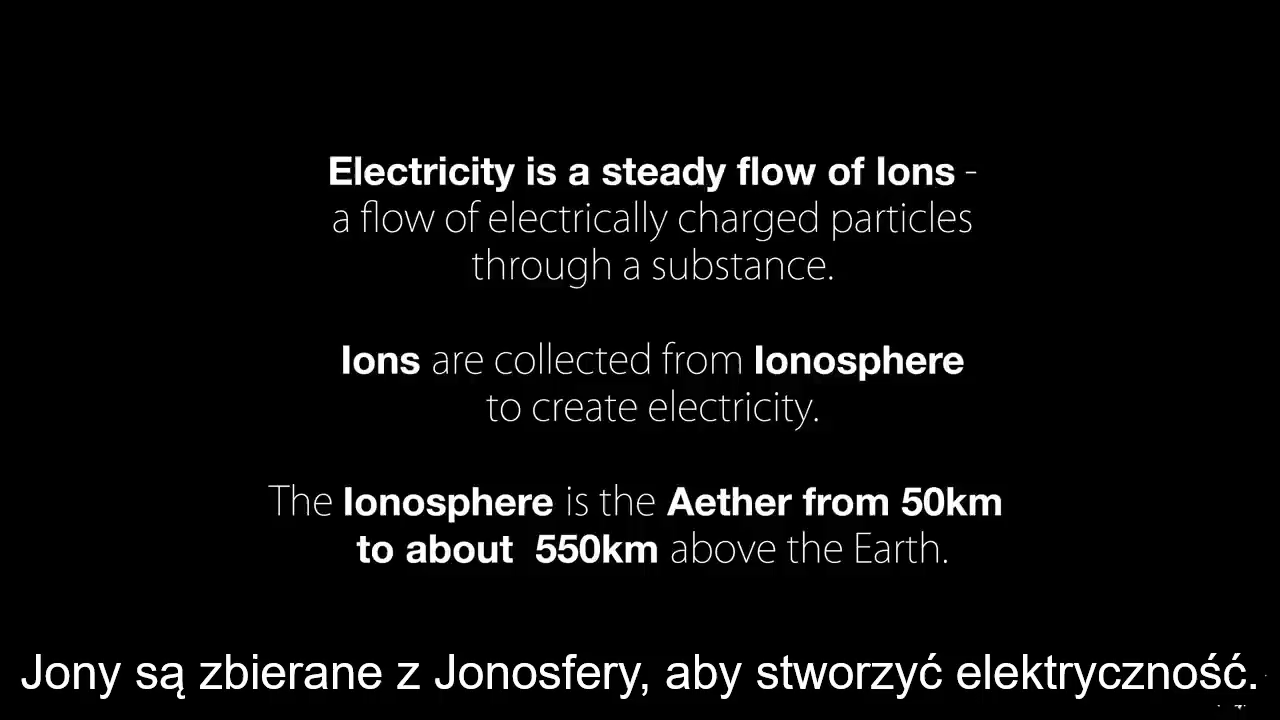 Electricity is a steady flow of Ions -
a flow of electrically charged particles
through a substance.
Ions are collected from Ionosphere
to create electricity.
The Ionosphere is the Aether from 50km
to about 550km above the Earth.
Jony są zbierane z Jonosfery, aby stworzyć elektryczność.